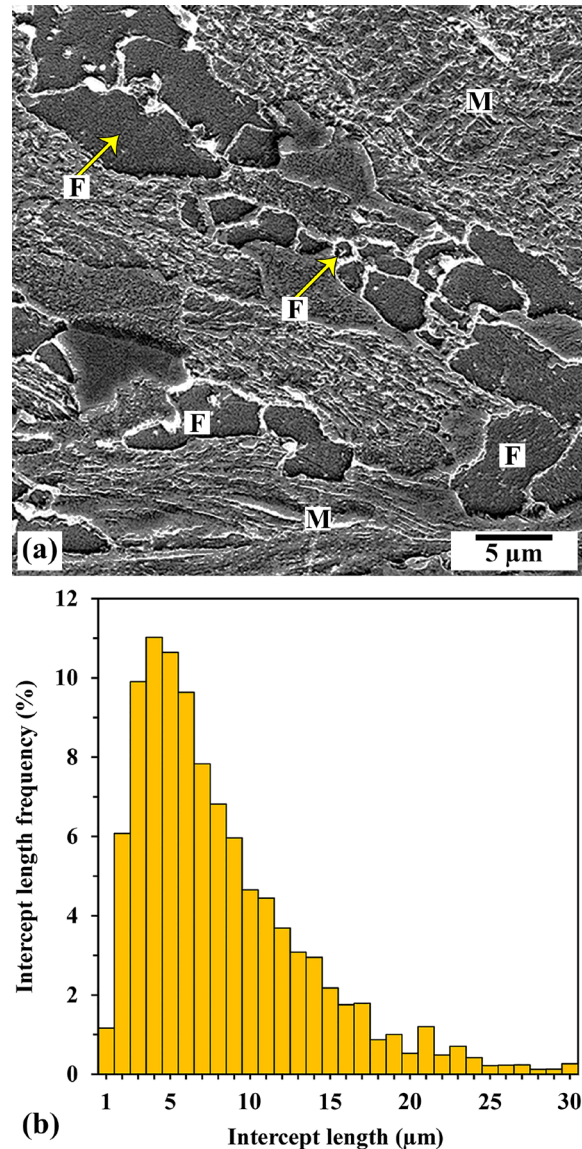 M
F
F
F
F
M
(a)
5 µm
12
10
8
6
4
2
0
Intercept length frequency (%)
1 5 10 15 20 25 30
Intercept length (µm)
(b)